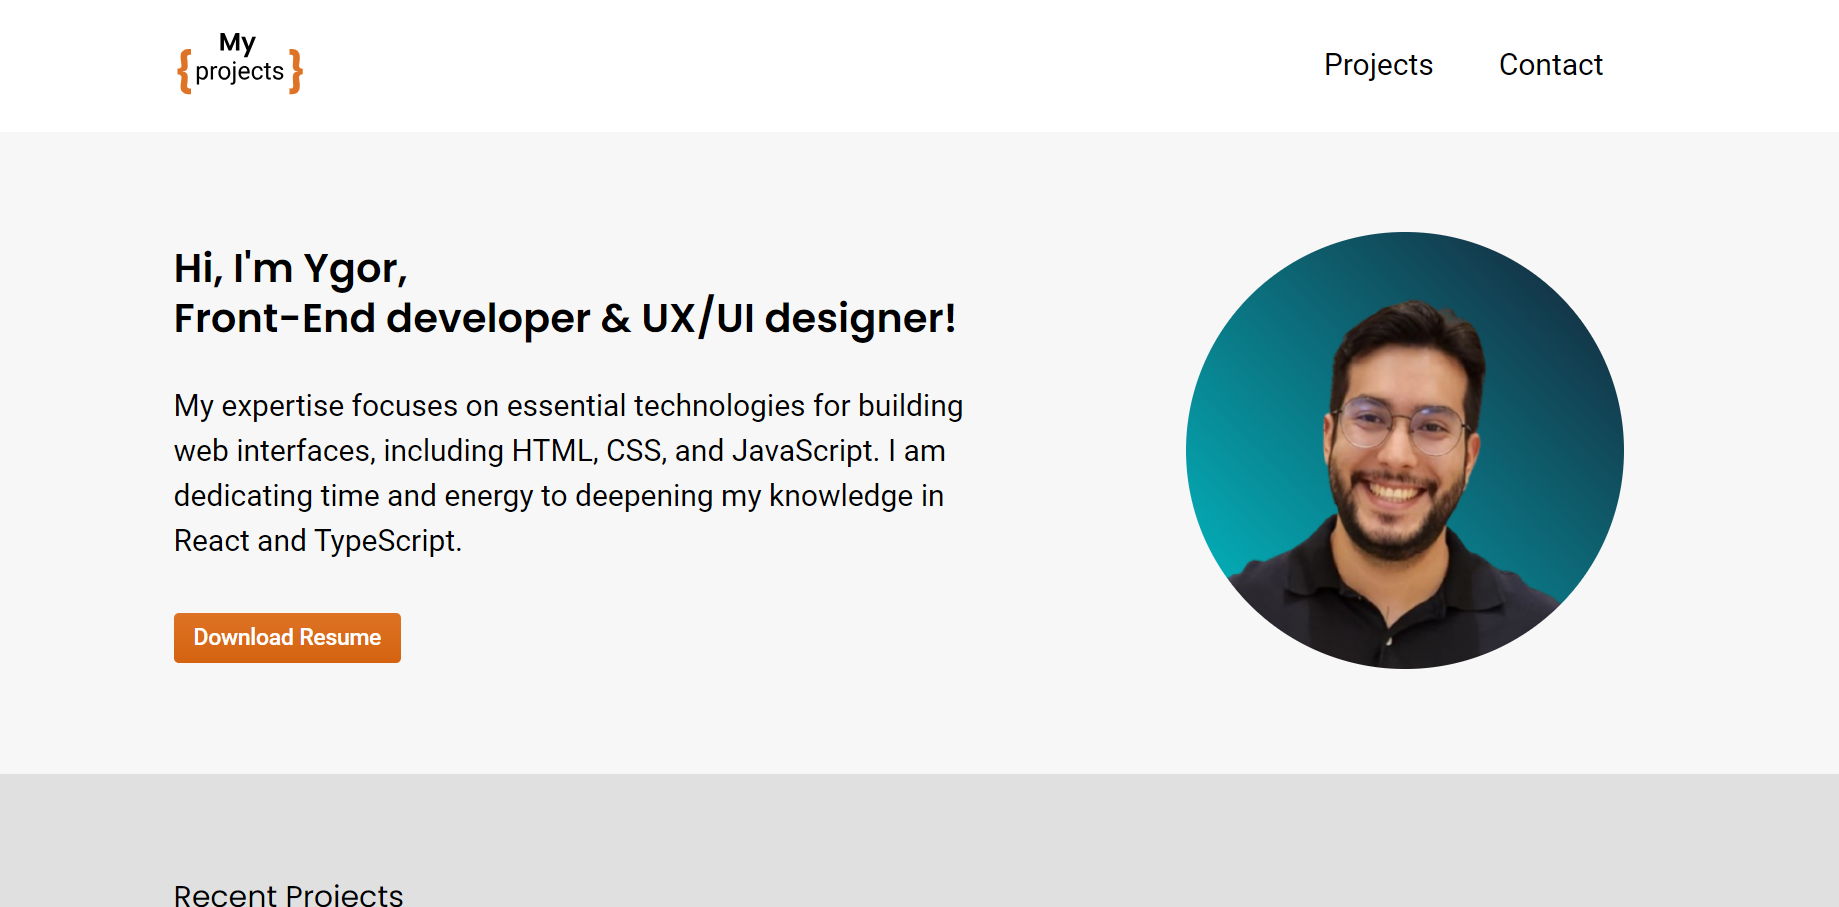 My
{ projects }
Projects
Contact
Hi, I'm Ygor,
Front-End developer & UX/UI designer!
My expertise focuses on essential technologies for building
web interfaces, including HTML, CSS, and JavaScript. I am
dedicating time and energy to deepening my knowledge in
React and TypeScript.
Download Resume
Recent Projects